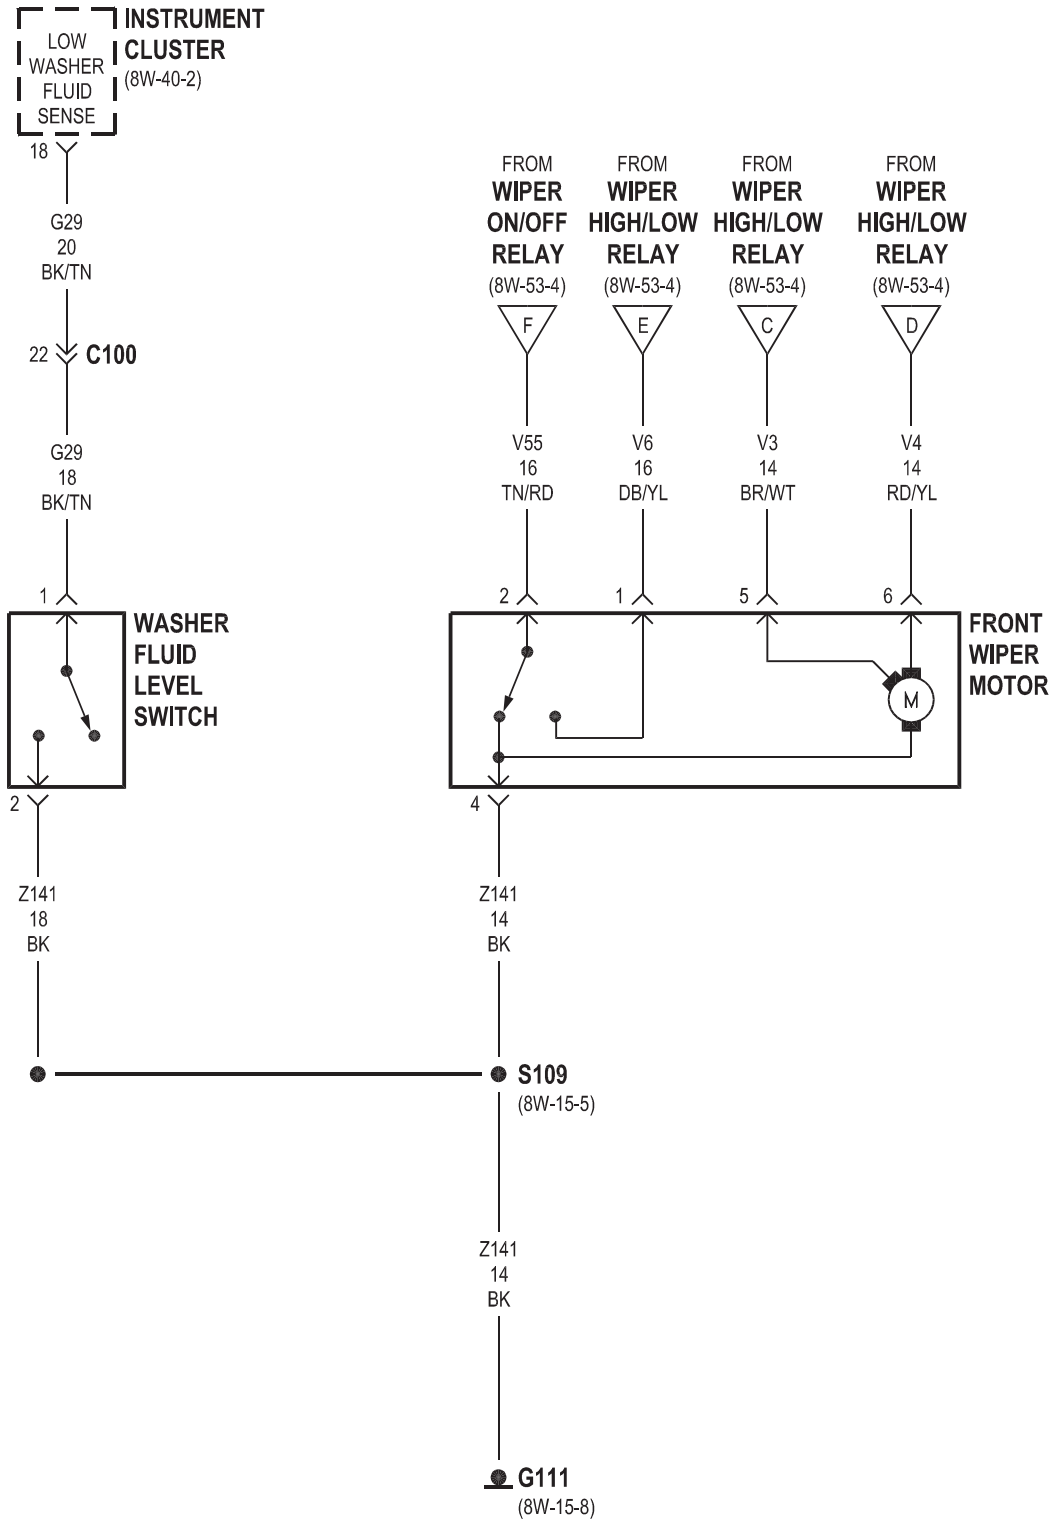 INSTRUMENT
CLUSTER
(8W-40-2)
LOW
WASHER
FLUID
SENSE
18
G29
20
BK/TN
22
C100
G29
18
BK/TN
1
WASHER
FLUID
LEVEL
SWITCH
2
Z141
18
BK
FROM
WIPER
ON/OFF
RELAY
(8W-53-4)
F
V55
16
TN/RD
2
FROM
WIPER
HIGH/LOW
RELAY
(8W-53-4)
E
V6
16
DB/YL
1
FROM
WIPER
HIGH/LOW
RELAY
(8W-53-4)
C
V3
14
BR/WT
5
FROM
WIPER
HIGH/LOW
RELAY
(8W-53-4)
D
V4
14
RD/YL
6
FRONT
WIPER
MOTOR
M
4
Z141
14
BK
S109
(8W-15-5)
Z141
14
BK
G111
(8W-15-8)